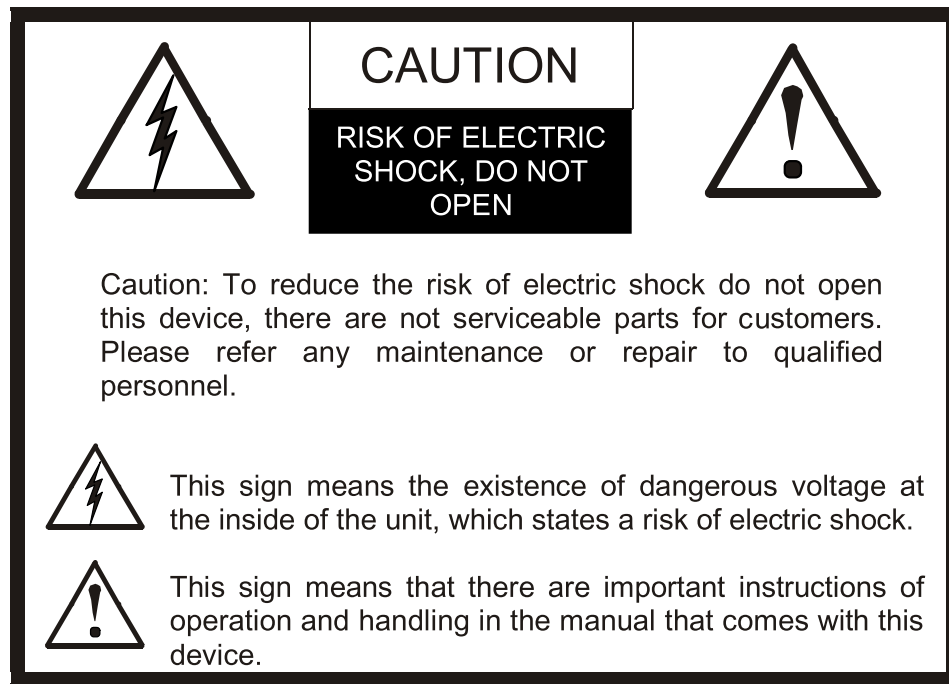 CAUTION
RISK OF ELECTRIC
SHOCK, DO NOT
OPEN
Caution: To reduce the risk of electric shock do not open
this device, there are not serviceable parts for customers.
Please refer any maintenance or repair to qualified
personnel.
This sign means the existence of dangerous voltage at
the inside of the unit, which states a risk of electric shock.
This sign means that there are important instructions of
operation and handling in the manual that comes with this
device.